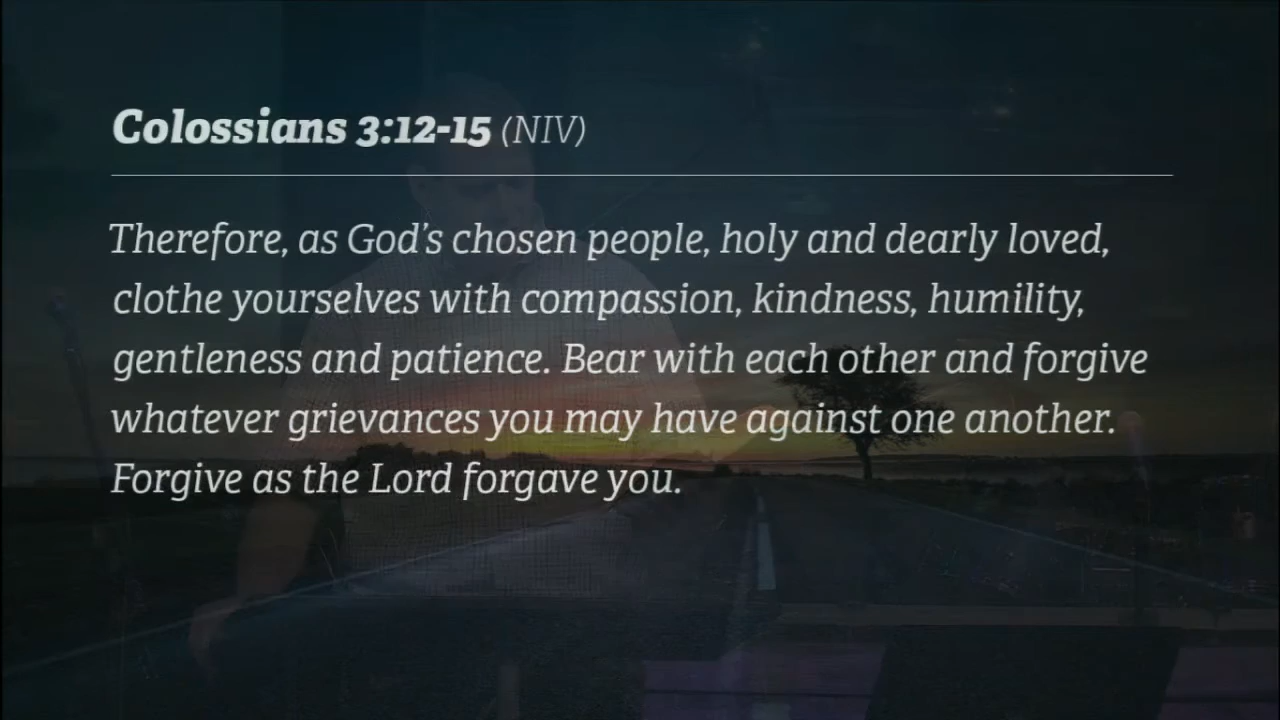 Colossians 3:12-15 (NIV)
Therefore, as God’s chosen people, holy and dearly loved,
clothe yourselves with compassion, kindness, humility,
gentleness and patience. Bear with each other and forgive
whatever grievances you may have against one another.
Forgive as the Lord forgave you.